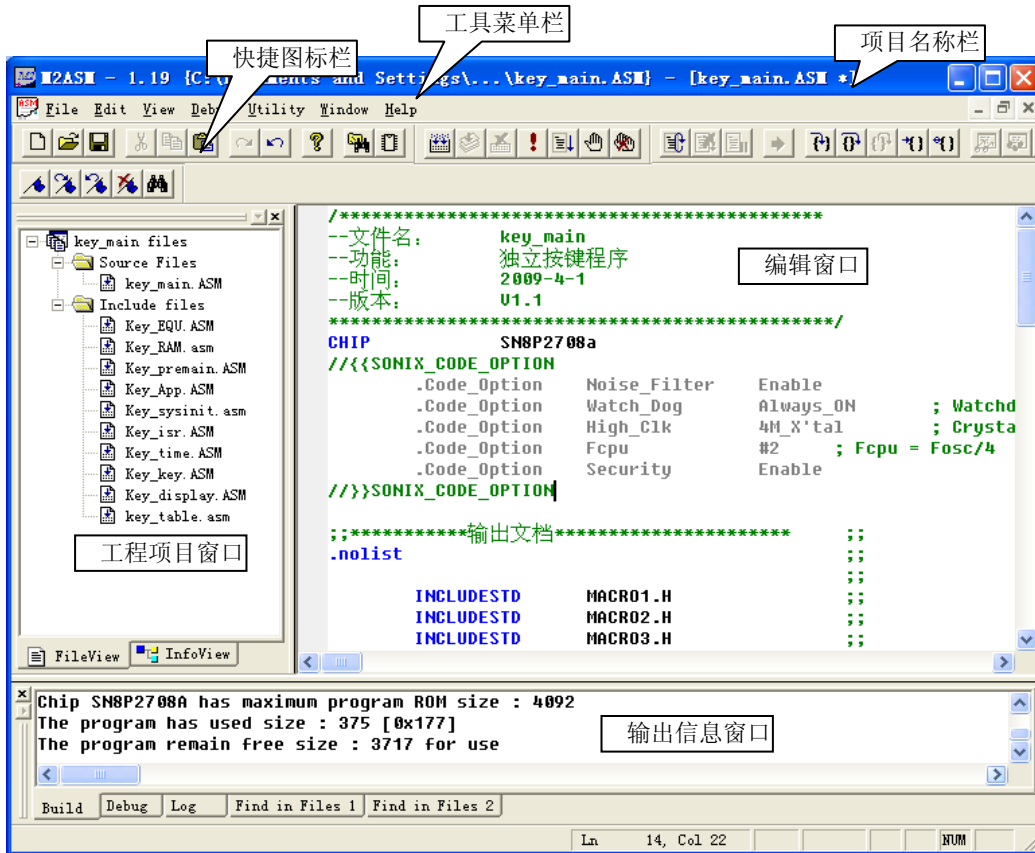 工具菜单栏
快捷图标栏
项目名称栏
M2ASM - 1.19 {C:\ ments and Settings\...\key_main.ASM} - [key_main.ASM *]
File Edit View Debu Utility Window Help
key_main files
Source Files
key_main.ASM
Include files
Key_EQU.ASM
Key_RAM.asm
Key_premain.ASM
Key_App.ASM
Key_sysinit.asm
Key_isr.ASM
Key_time.ASM
Key_key.ASM
Key_display.ASM
key_table.asm
工程项目窗口
FileView InfoView
/*********************************************
--文件名: key_main
--功能: 独立按键程序
--时间: 2009-4-1
--版本: V1.1
***********************************************/
编辑窗口
CHIP SN8P2708a
//{{SONIX_CODE_OPTION
.Code_Option Noise_Filter Enable
.Code_Option Watch_Dog Always_ON ; Watchd
.Code_Option High_Clk 4M_X'tal ; Crysta
.Code_Option Fcpu #2 ; Fcpu = Fosc/4
.Code_Option Security Enable
//}}SONIX_CODE_OPTION
;;***********输出文档********************** ;;
.nolist ;;
;;
INCLUDESTD MACRO1.H ;;
INCLUDESTD MACRO2.H ;;
INCLUDESTD MACRO3.H ;;
Chip SN8P2708A has maximum program ROM size : 4092
The program has used size : 375 [0x177]
The program remain free size : 3717 for use
输出信息窗口
Build Debug Log Find in Files 1 Find in Files 2
Ln 14, Col 22 NUM